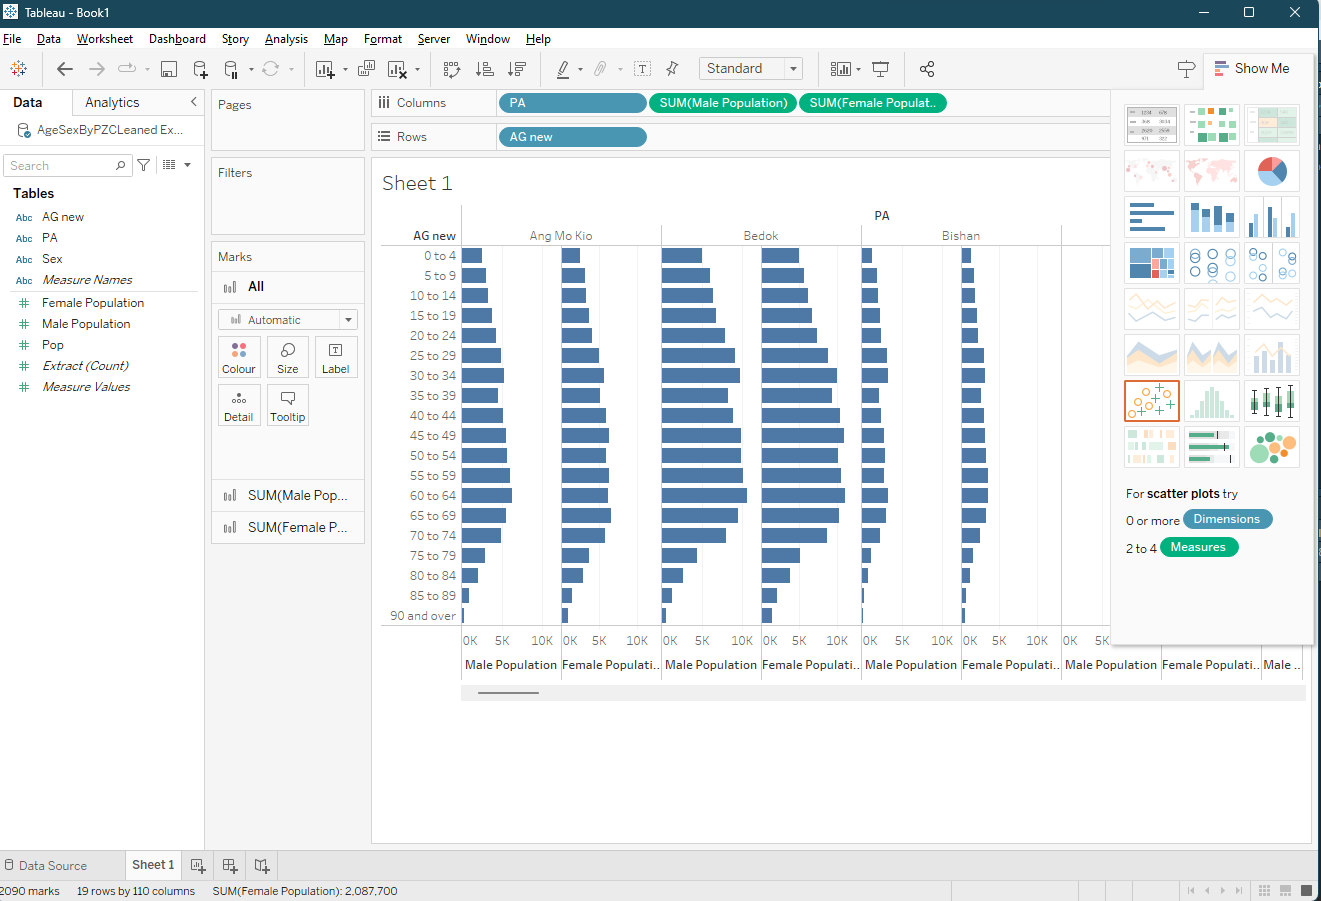 Tableau - Book1
File Data Worksheet Dashboard Story Analysis Map Format Server Window Help
Standard
Show Me
Data Analytics
AgeSexByPZCLeaned Ex...
Search
Tables
Abc AG new
Abc PA
Abc Sex
Abc Measure Names
# Female Population
# Male Population
# Pop
# Extract (Count)
# Measure Values
Pages
Filters
Marks
All
Automatic
Colour Size Label
Detail Tooltip
SUM(Male Pop...
SUM(Female P...
Columns PA SUM(Male Population) SUM(Female Populat..
Rows AG new
Sheet 1
PA
AG new Ang Mo Kio Bedok Bishan
0 to 4
5 to 9
10 to 14
15 to 19
20 to 24
25 to 29
30 to 34
35 to 39
40 to 44
45 to 49
50 to 54
55 to 59
60 to 64
65 to 69
70 to 74
75 to 79
80 to 84
85 to 89
90 and over
0K 5K 10K 0K 5K 10K 0K 5K 10K 0K 5K 10K 0K 5K 10K 0K 5K 10K 0K 5K
Male Population Female Populati.. Male Population Female Populati.. Male Population Female Populati.. Male Population Female Populati.. Male ..
For scatter plots try
0 or more Dimensions
2 to 4 Measures
Data Source Sheet 1
2090 marks 19 rows by 110 columns SUM(Female Population): 2,087,700